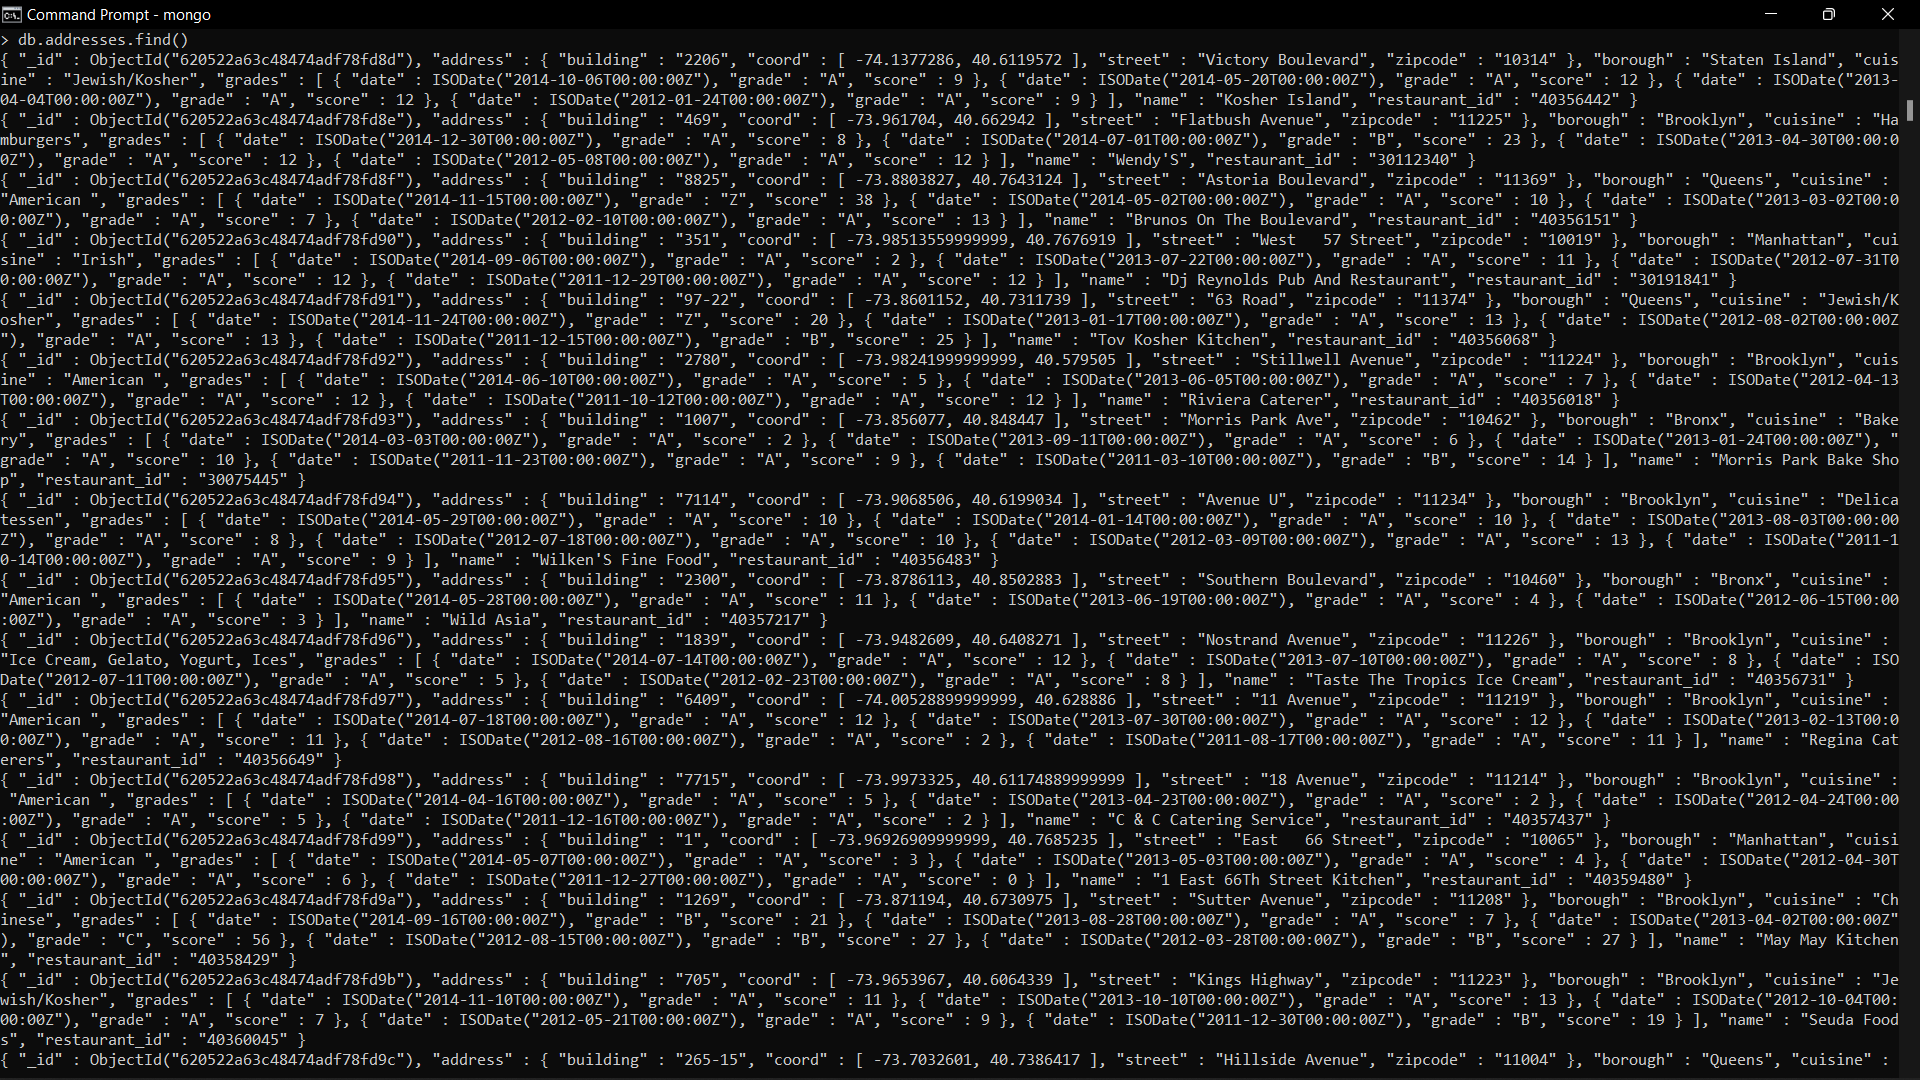 Command Prompt - mongo
> db.addresses.find()
{ "_id" : ObjectId("620522a63c48474adf78fd8d"), "address" : { "building" : "2206", "coord" : [ -74.1377286, 40.6119572 ], "street" : "Victory Boulevard", "zipcode" : "10314" }, "borough" : "Staten Island", "cuis
ine" : "Jewish/Kosher", "grades" : [ { "date" : ISODate("2014-10-06T00:00:00Z"), "grade" : "A", "score" : 9 }, { "date" : ISODate("2014-05-20T00:00:00Z"), "grade" : "A", "score" : 12 }, { "date" : ISODate("2013-
04-04T00:00:00Z"), "grade" : "A", "score" : 12 }, { "date" : ISODate("2012-01-24T00:00:00Z"), "grade" : "A", "score" : 9 } ], "name" : "Kosher Island", "restaurant_id" : "40356442" }
{ "_id" : ObjectId("620522a63c48474adf78fd8e"), "address" : { "building" : "469", "coord" : [ -73.961704, 40.662942 ], "street" : "Flatbush Avenue", "zipcode" : "11225" }, "borough" : "Brooklyn", "cuisine" : "Ha
mburgers", "grades" : [ { "date" : ISODate("2014-12-30T00:00:00Z"), "grade" : "A", "score" : 8 }, { "date" : ISODate("2014-07-01T00:00:00Z"), "grade" : "B", "score" : 23 }, { "date" : ISODate("2013-04-30T00:00:0
0Z"), "grade" : "A", "score" : 12 }, { "date" : ISODate("2012-05-08T00:00:00Z"), "grade" : "A", "score" : 12 } ], "name" : "Wendy'S", "restaurant_id" : "30112340" }
{ "_id" : ObjectId("620522a63c48474adf78fd8f"), "address" : { "building" : "8825", "coord" : [ -73.8803827, 40.7643124 ], "street" : "Astoria Boulevard", "zipcode" : "11369" }, "borough" : "Queens", "cuisine" :
"American ", "grades" : [ { "date" : ISODate("2014-11-15T00:00:00Z"), "grade" : "Z", "score" : 38 }, { "date" : ISODate("2014-05-02T00:00:00Z"), "grade" : "A", "score" : 10 }, { "date" : ISODate("2013-03-02T00:0
0:00Z"), "grade" : "A", "score" : 7 }, { "date" : ISODate("2012-02-10T00:00:00Z"), "grade" : "A", "score" : 13 } ], "name" : "Brunos On The Boulevard", "restaurant_id" : "40356151" }
{ "_id" : ObjectId("620522a63c48474adf78fd90"), "address" : { "building" : "351", "coord" : [ -73.98513559999999, 40.7676919 ], "street" : "West   57 Street", "zipcode" : "10019" }, "borough" : "Manhattan", "cui
sine" : "Irish", "grades" : [ { "date" : ISODate("2014-09-06T00:00:00Z"), "grade" : "A", "score" : 2 }, { "date" : ISODate("2013-07-22T00:00:00Z"), "grade" : "A", "score" : 11 }, { "date" : ISODate("2012-07-31T0
0:00:00Z"), "grade" : "A", "score" : 12 }, { "date" : ISODate("2011-12-29T00:00:00Z"), "grade" : "A", "score" : 12 } ], "name" : "Dj Reynolds Pub And Restaurant", "restaurant_id" : "30191841" }
{ "_id" : ObjectId("620522a63c48474adf78fd91"), "address" : { "building" : "97-22", "coord" : [ -73.8601152, 40.7311739 ], "street" : "63 Road", "zipcode" : "11374" }, "borough" : "Queens", "cuisine" : "Jewish/K
osher", "grades" : [ { "date" : ISODate("2014-11-24T00:00:00Z"), "grade" : "Z", "score" : 20 }, { "date" : ISODate("2013-01-17T00:00:00Z"), "grade" : "A", "score" : 13 }, { "date" : ISODate("2012-08-02T00:00:00Z
"), "grade" : "A", "score" : 13 }, { "date" : ISODate("2011-12-15T00:00:00Z"), "grade" : "B", "score" : 25 } ], "name" : "Tov Kosher Kitchen", "restaurant_id" : "40356068" }
{ "_id" : ObjectId("620522a63c48474adf78fd92"), "address" : { "building" : "2780", "coord" : [ -73.98241999999999, 40.579505 ], "street" : "Stillwell Avenue", "zipcode" : "11224" }, "borough" : "Brooklyn", "cuis
ine" : "American ", "grades" : [ { "date" : ISODate("2014-06-10T00:00:00Z"), "grade" : "A", "score" : 5 }, { "date" : ISODate("2013-06-05T00:00:00Z"), "grade" : "A", "score" : 7 }, { "date" : ISODate("2012-04-13
T00:00:00Z"), "grade" : "A", "score" : 12 }, { "date" : ISODate("2011-10-12T00:00:00Z"), "grade" : "A", "score" : 12 } ], "name" : "Riviera Caterer", "restaurant_id" : "40356018" }
{ "_id" : ObjectId("620522a63c48474adf78fd93"), "address" : { "building" : "1007", "coord" : [ -73.856077, 40.848447 ], "street" : "Morris Park Ave", "zipcode" : "10462" }, "borough" : "Bronx", "cuisine" : "Bake
ry", "grades" : [ { "date" : ISODate("2014-03-03T00:00:00Z"), "grade" : "A", "score" : 2 }, { "date" : ISODate("2013-09-11T00:00:00Z"), "grade" : "A", "score" : 6 }, { "date" : ISODate("2013-01-24T00:00:00Z"), "
grade" : "A", "score" : 10 }, { "date" : ISODate("2011-11-23T00:00:00Z"), "grade" : "A", "score" : 9 }, { "date" : ISODate("2011-03-10T00:00:00Z"), "grade" : "B", "score" : 14 } ], "name" : "Morris Park Bake Sho
p", "restaurant_id" : "30075445" }
{ "_id" : ObjectId("620522a63c48474adf78fd94"), "address" : { "building" : "7114", "coord" : [ -73.9068506, 40.6199034 ], "street" : "Avenue U", "zipcode" : "11234" }, "borough" : "Brooklyn", "cuisine" : "Delica
tessen", "grades" : [ { "date" : ISODate("2014-05-29T00:00:00Z"), "grade" : "A", "score" : 10 }, { "date" : ISODate("2014-01-14T00:00:00Z"), "grade" : "A", "score" : 10 }, { "date" : ISODate("2013-08-03T00:00:00
Z"), "grade" : "A", "score" : 8 }, { "date" : ISODate("2012-07-18T00:00:00Z"), "grade" : "A", "score" : 10 }, { "date" : ISODate("2012-03-09T00:00:00Z"), "grade" : "A", "score" : 13 }, { "date" : ISODate("2011-1
0-14T00:00:00Z"), "grade" : "A", "score" : 9 } ], "name" : "Wilken'S Fine Food", "restaurant_id" : "40356483" }
{ "_id" : ObjectId("620522a63c48474adf78fd95"), "address" : { "building" : "2300", "coord" : [ -73.8786113, 40.8502883 ], "street" : "Southern Boulevard", "zipcode" : "10460" }, "borough" : "Bronx", "cuisine" :
"American ", "grades" : [ { "date" : ISODate("2014-05-28T00:00:00Z"), "grade" : "A", "score" : 11 }, { "date" : ISODate("2013-06-19T00:00:00Z"), "grade" : "A", "score" : 4 }, { "date" : ISODate("2012-06-15T00:00
:00Z"), "grade" : "A", "score" : 3 } ], "name" : "Wild Asia", "restaurant_id" : "40357217" }
{ "_id" : ObjectId("620522a63c48474adf78fd96"), "address" : { "building" : "1839", "coord" : [ -73.9482609, 40.6408271 ], "street" : "Nostrand Avenue", "zipcode" : "11226" }, "borough" : "Brooklyn", "cuisine" :
"Ice Cream, Gelato, Yogurt, Ices", "grades" : [ { "date" : ISODate("2014-07-14T00:00:00Z"), "grade" : "A", "score" : 12 }, { "date" : ISODate("2013-07-10T00:00:00Z"), "grade" : "A", "score" : 8 }, { "date" : ISO
Date("2012-07-11T00:00:00Z"), "grade" : "A", "score" : 5 }, { "date" : ISODate("2012-02-23T00:00:00Z"), "grade" : "A", "score" : 8 } ], "name" : "Taste The Tropics Ice Cream", "restaurant_id" : "40356731" }
{ "_id" : ObjectId("620522a63c48474adf78fd97"), "address" : { "building" : "6409", "coord" : [ -74.00528899999999, 40.628886 ], "street" : "11 Avenue", "zipcode" : "11219" }, "borough" : "Brooklyn", "cuisine" :
"American ", "grades" : [ { "date" : ISODate("2014-07-18T00:00:00Z"), "grade" : "A", "score" : 12 }, { "date" : ISODate("2013-07-30T00:00:00Z"), "grade" : "A", "score" : 12 }, { "date" : ISODate("2013-02-13T00:0
0:00Z"), "grade" : "A", "score" : 11 }, { "date" : ISODate("2012-08-16T00:00:00Z"), "grade" : "A", "score" : 2 }, { "date" : ISODate("2011-08-17T00:00:00Z"), "grade" : "A", "score" : 11 } ], "name" : "Regina Cat
erers", "restaurant_id" : "40356649" }
{ "_id" : ObjectId("620522a63c48474adf78fd98"), "address" : { "building" : "7715", "coord" : [ -73.9973325, 40.61174889999999 ], "street" : "18 Avenue", "zipcode" : "11214" }, "borough" : "Brooklyn", "cuisine" :
 "American ", "grades" : [ { "date" : ISODate("2014-04-16T00:00:00Z"), "grade" : "A", "score" : 5 }, { "date" : ISODate("2013-04-23T00:00:00Z"), "grade" : "A", "score" : 2 }, { "date" : ISODate("2012-04-24T00:00
:00Z"), "grade" : "A", "score" : 5 }, { "date" : ISODate("2011-12-16T00:00:00Z"), "grade" : "A", "score" : 2 } ], "name" : "C & C Catering Service", "restaurant_id" : "40357437" }
{ "_id" : ObjectId("620522a63c48474adf78fd99"), "address" : { "building" : "1", "coord" : [ -73.96926909999999, 40.7685235 ], "street" : "East   66 Street", "zipcode" : "10065" }, "borough" : "Manhattan", "cuisi
ne" : "American ", "grades" : [ { "date" : ISODate("2014-05-07T00:00:00Z"), "grade" : "A", "score" : 3 }, { "date" : ISODate("2013-05-03T00:00:00Z"), "grade" : "A", "score" : 4 }, { "date" : ISODate("2012-04-30T
00:00:00Z"), "grade" : "A", "score" : 6 }, { "date" : ISODate("2011-12-27T00:00:00Z"), "grade" : "A", "score" : 0 } ], "name" : "1 East 66Th Street Kitchen", "restaurant_id" : "40359480" }
{ "_id" : ObjectId("620522a63c48474adf78fd9a"), "address" : { "building" : "1269", "coord" : [ -73.871194, 40.6730975 ], "street" : "Sutter Avenue", "zipcode" : "11208" }, "borough" : "Brooklyn", "cuisine" : "Ch
inese", "grades" : [ { "date" : ISODate("2014-09-16T00:00:00Z"), "grade" : "B", "score" : 21 }, { "date" : ISODate("2013-08-28T00:00:00Z"), "grade" : "A", "score" : 7 }, { "date" : ISODate("2013-04-02T00:00:00Z"
), "grade" : "C", "score" : 56 }, { "date" : ISODate("2012-08-15T00:00:00Z"), "grade" : "B", "score" : 27 }, { "date" : ISODate("2012-03-28T00:00:00Z"), "grade" : "B", "score" : 27 } ], "name" : "May May Kitchen
", "restaurant_id" : "40358429" }
{ "_id" : ObjectId("620522a63c48474adf78fd9b"), "address" : { "building" : "705", "coord" : [ -73.9653967, 40.6064339 ], "street" : "Kings Highway", "zipcode" : "11223" }, "borough" : "Brooklyn", "cuisine" : "Je
wish/Kosher", "grades" : [ { "date" : ISODate("2014-11-10T00:00:00Z"), "grade" : "A", "score" : 11 }, { "date" : ISODate("2013-10-10T00:00:00Z"), "grade" : "A", "score" : 13 }, { "date" : ISODate("2012-10-04T00:
00:00Z"), "grade" : "A", "score" : 7 }, { "date" : ISODate("2012-05-21T00:00:00Z"), "grade" : "A", "score" : 9 }, { "date" : ISODate("2011-12-30T00:00:00Z"), "grade" : "B", "score" : 19 } ], "name" : "Seuda Food
s", "restaurant_id" : "40360045" }
{ "_id" : ObjectId("620522a63c48474adf78fd9c"), "address" : { "building" : "265-15", "coord" : [ -73.7032601, 40.7386417 ], "street" : "Hillside Avenue", "zipcode" : "11004" }, "borough" : "Queens", "cuisine" :